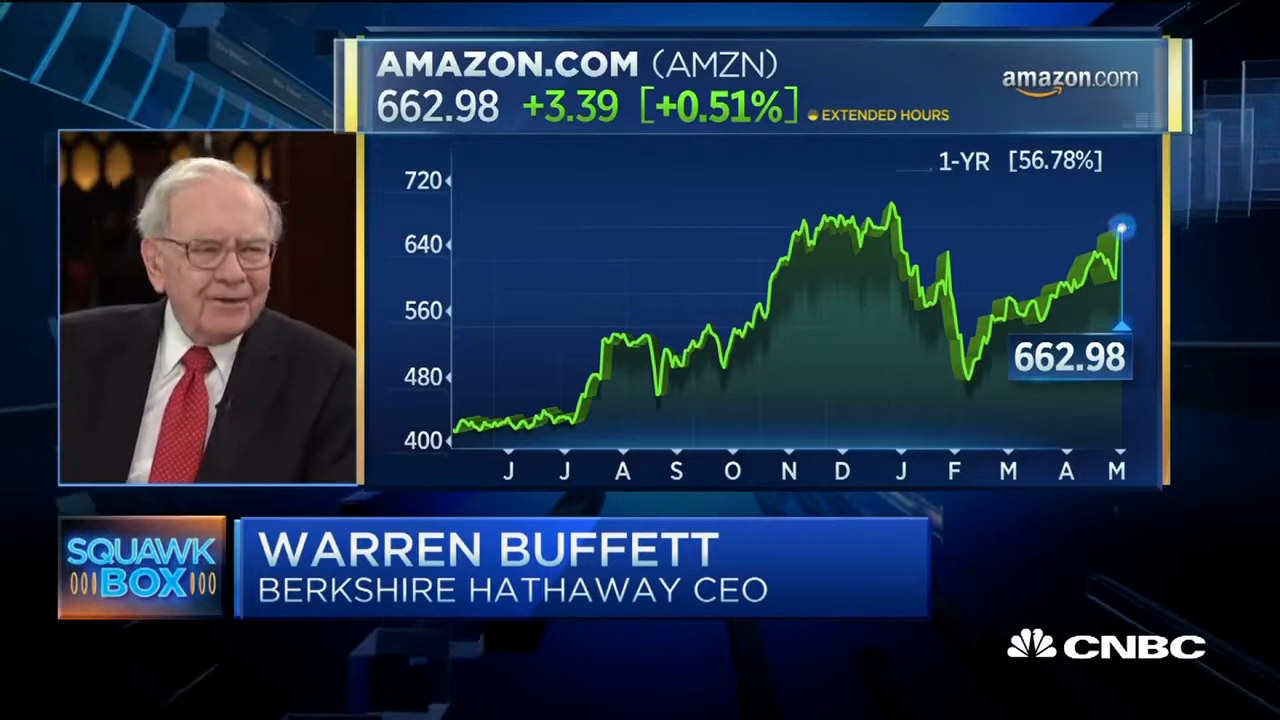 AMAZON.COM (AMZN)
662.98 +3.39 [+0.51%] EXTENDED HOURS
amazon.com
1-YR [56.78%]
720
640
560
480
400
662.98
J J A S O N D J F M A M
SQUAWK
BOX
WARREN BUFFETT
BERKSHIRE HATHAWAY CEO
CNBC